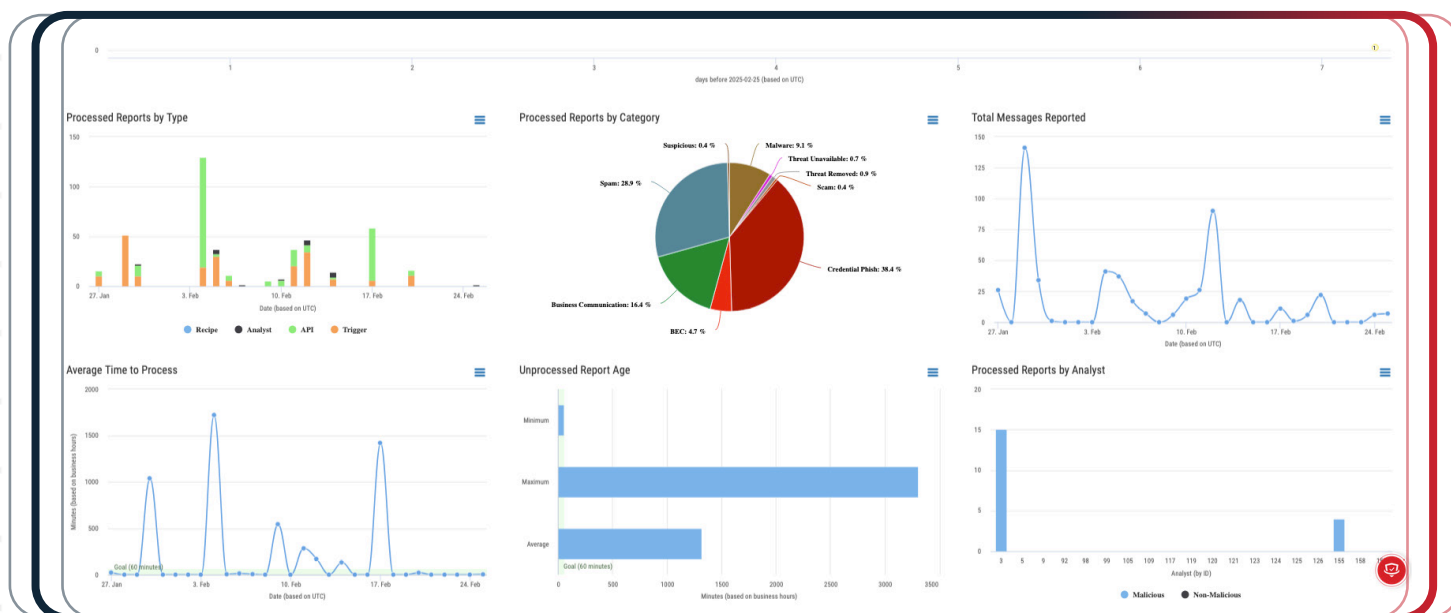 0
1
1 2 3 4 5 6 7
days before 2025-02-25 (based on UTC)
Processed Reports by Type
150
100
50
0
27. Jan 3. Feb 10. Feb 17. Feb 24. Feb
Date (based on UTC)
Recipe Analyst API Trigger
Processed Reports by Category
Suspicious: 0.4 %
Malware: 9.1 %
Threat Unavailable: 0.7 %
Threat Removed: 0.9 %
Spam: 28.9 %
Scam: 0.4 %
Credential Phish: 38.4 %
Business Communication: 16.4 %
BEC: 4.7 %
Total Messages Reported
150
125
100
75
50
25
0
27. Jan 3. Feb 10. Feb 17. Feb 24. Feb
Date (based on UTC)
Average Time to Process
2000
1500
1000
500
0
Minutes (based on business hours)
Goal (60 minutes)
27. Jan 3. Feb 10. Feb 17. Feb 24. Feb
Date (based on UTC)
Unprocessed Report Age
Minimum
Maximum
Average
Goal (60 minutes)
0 500 1000 1500 2000 2500 3000 3500
Minutes (based on business hours)
Processed Reports by Analyst
20
15
10
5
0
3 5 9 92 98 99 105 109 117 119 120 121 123 124 125 126 155 158
Analyst (by ID)
Malicious Non-Malicious